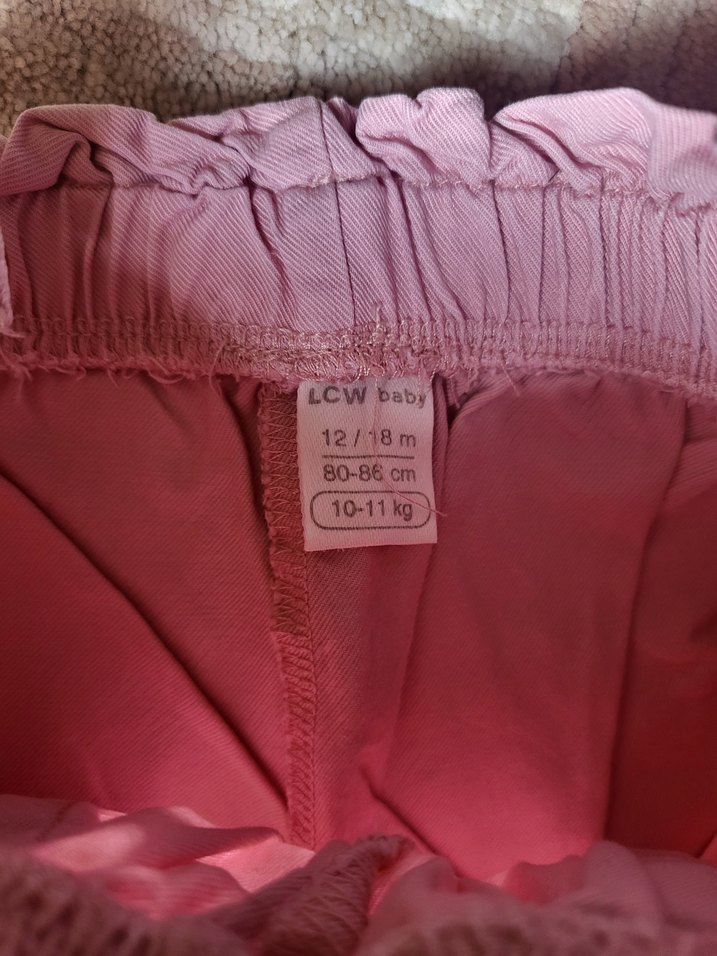 LCW baby
12 / 18 m
80-86 cm
10-11 kg